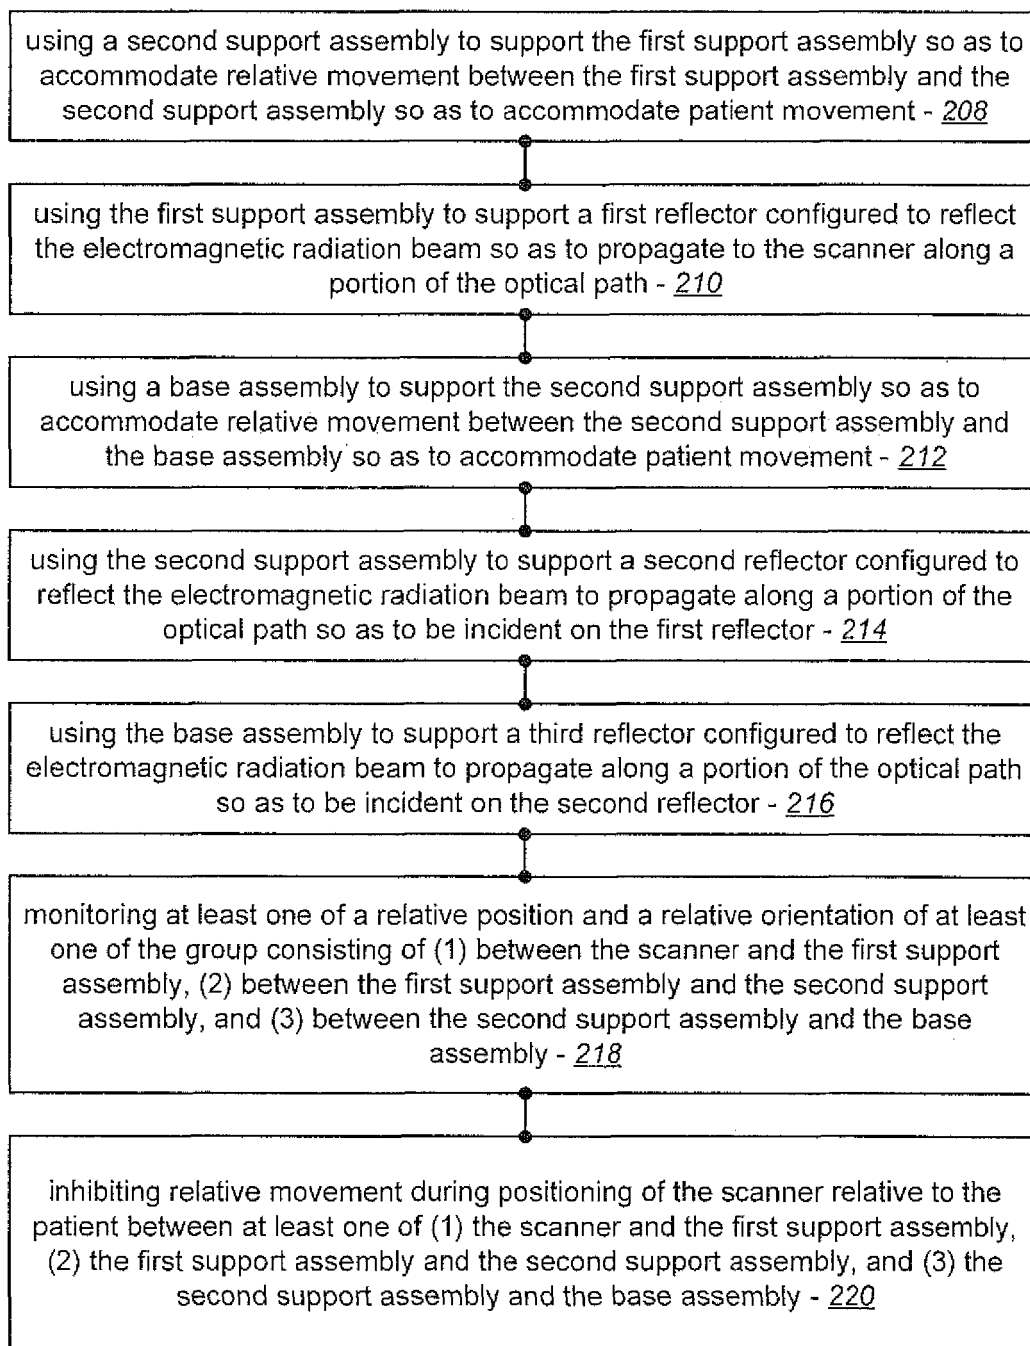 using a second support assembly to support the first support assembly so as to
accommodate relative movement between the first support assembly and the
second support assembly so as to accommodate patient movement - 208
using the first support assembly to support a first reflector configured to reflect
the electromagnetic radiation beam so as to propagate to the scanner along a
portion of the optical path - 210
using a base assembly to support the second support assembly so as to
accommodate relative movement between the second support assembly and
the base assembly so as to accommodate patient movement - 212
using the second support assembly to support a second reflector configured to
reflect the electromagnetic radiation beam to propagate along a portion of the
optical path so as to be incident on the first reflector - 214
using the base assembly to support a third reflector configured to reflect the
electromagnetic radiation beam to propagate along a portion of the optical path
so as to be incident on the second reflector - 216
monitoring at least one of a relative position and a relative orientation of at least
one of the group consisting of (1) between the scanner and the first support
assembly, (2) between the first support assembly and the second support
assembly, and (3) between the second support assembly and the base
assembly - 218
inhibiting relative movement during positioning of the scanner relative to the
patient between at least one of (1) the scanner and the first support assembly,
(2) the first support assembly and the second support assembly, and (3) the
second support assembly and the base assembly - 220